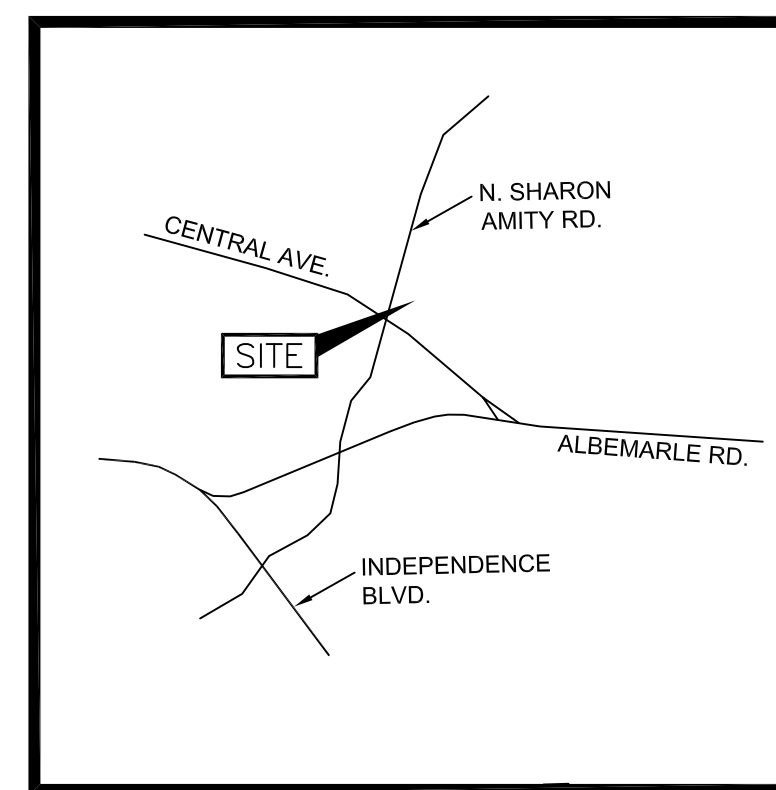 N. SHARON
AMITY RD.
CENTRAL AVE.
SITE
ALBEMARLE RD.
INDEPENDENCE
BLVD.